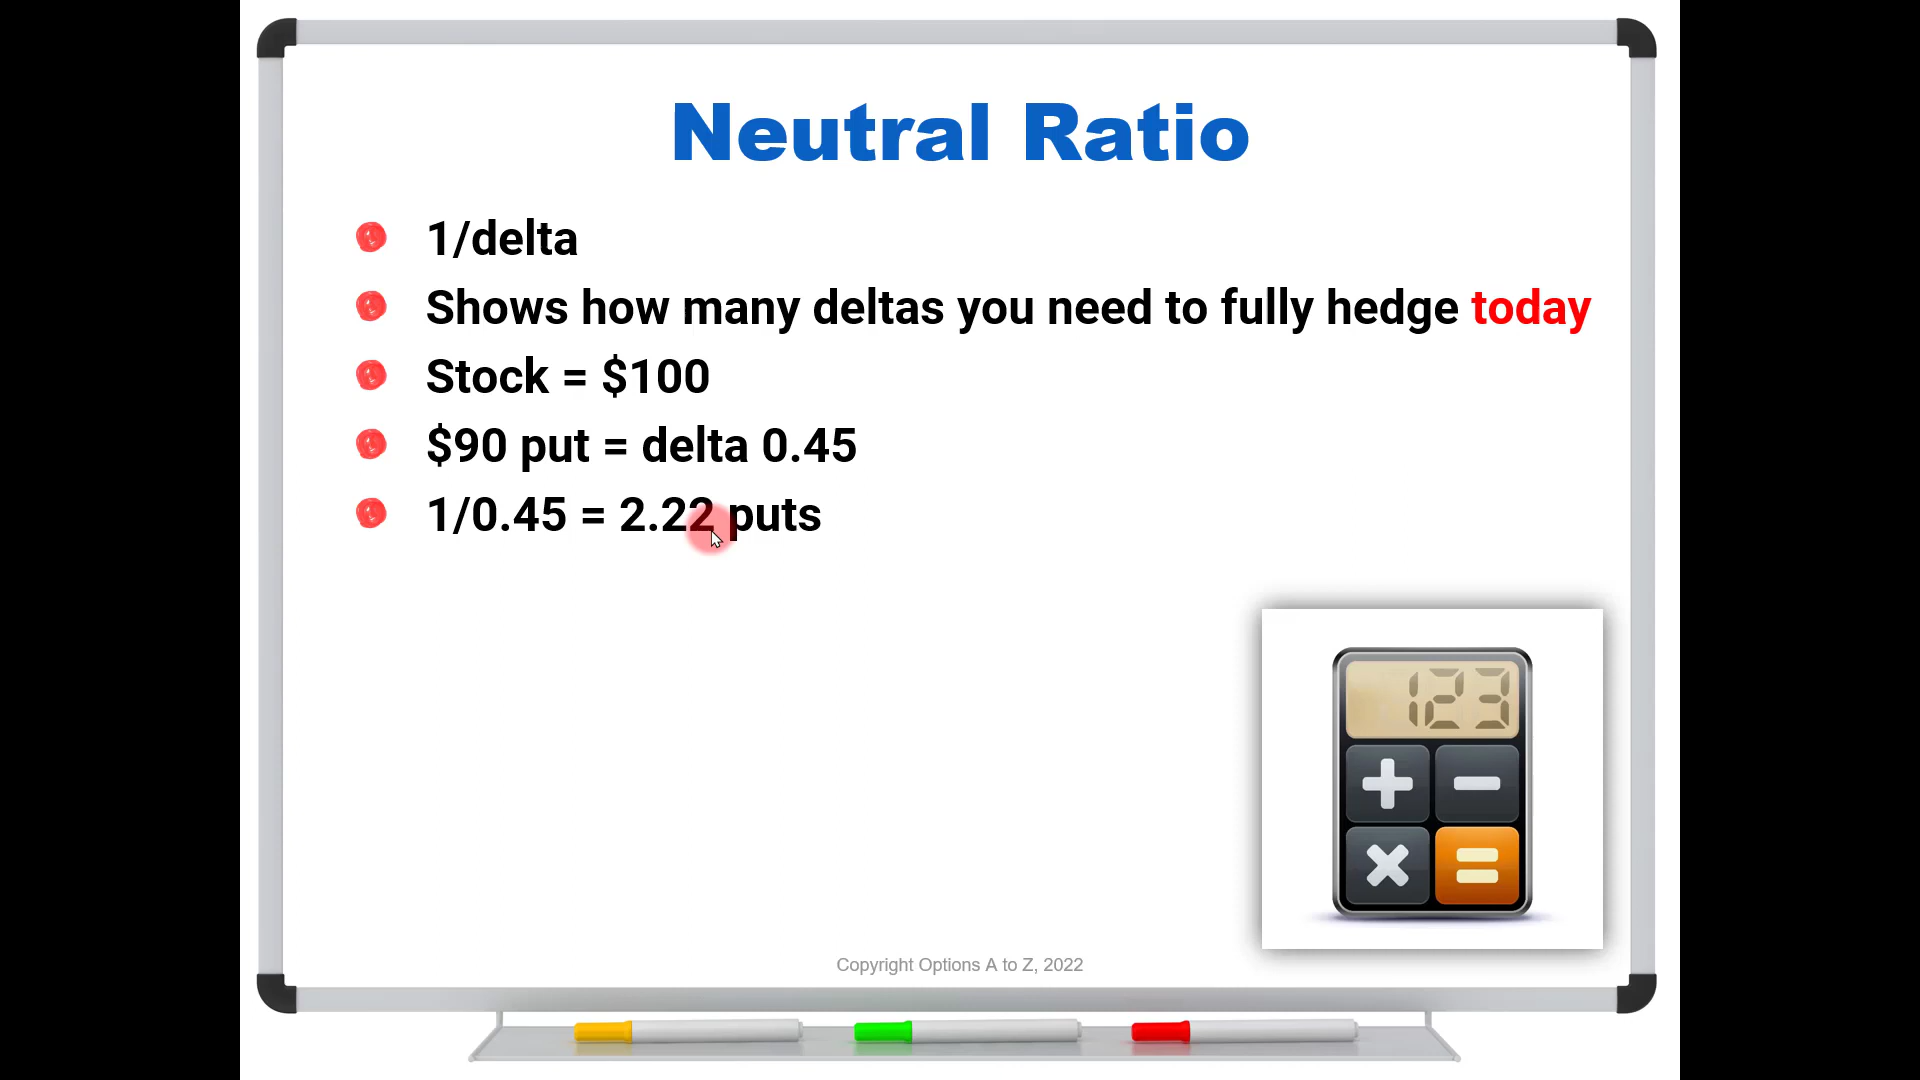 Neutral Ratio
1/delta
Shows how many deltas you need to fully hedge today
Stock = $100
$90 put = delta 0.45
1/0.45 = 2.22 puts
123
Copyright Options A to Z, 2022